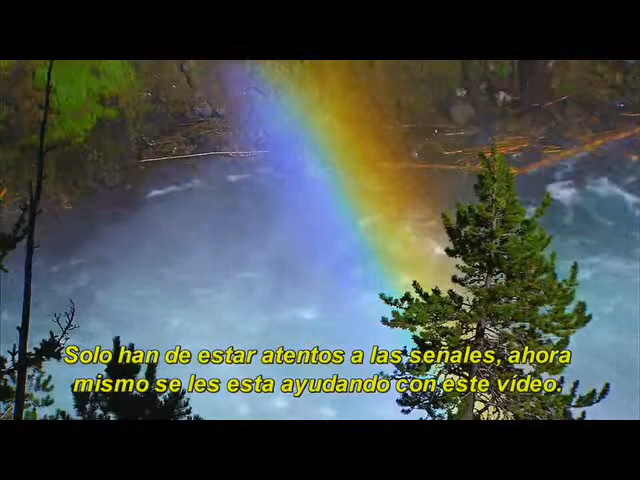 Solo han de estar atentos a las señales, ahora
mismo se les esta ayudando con este vídeo.